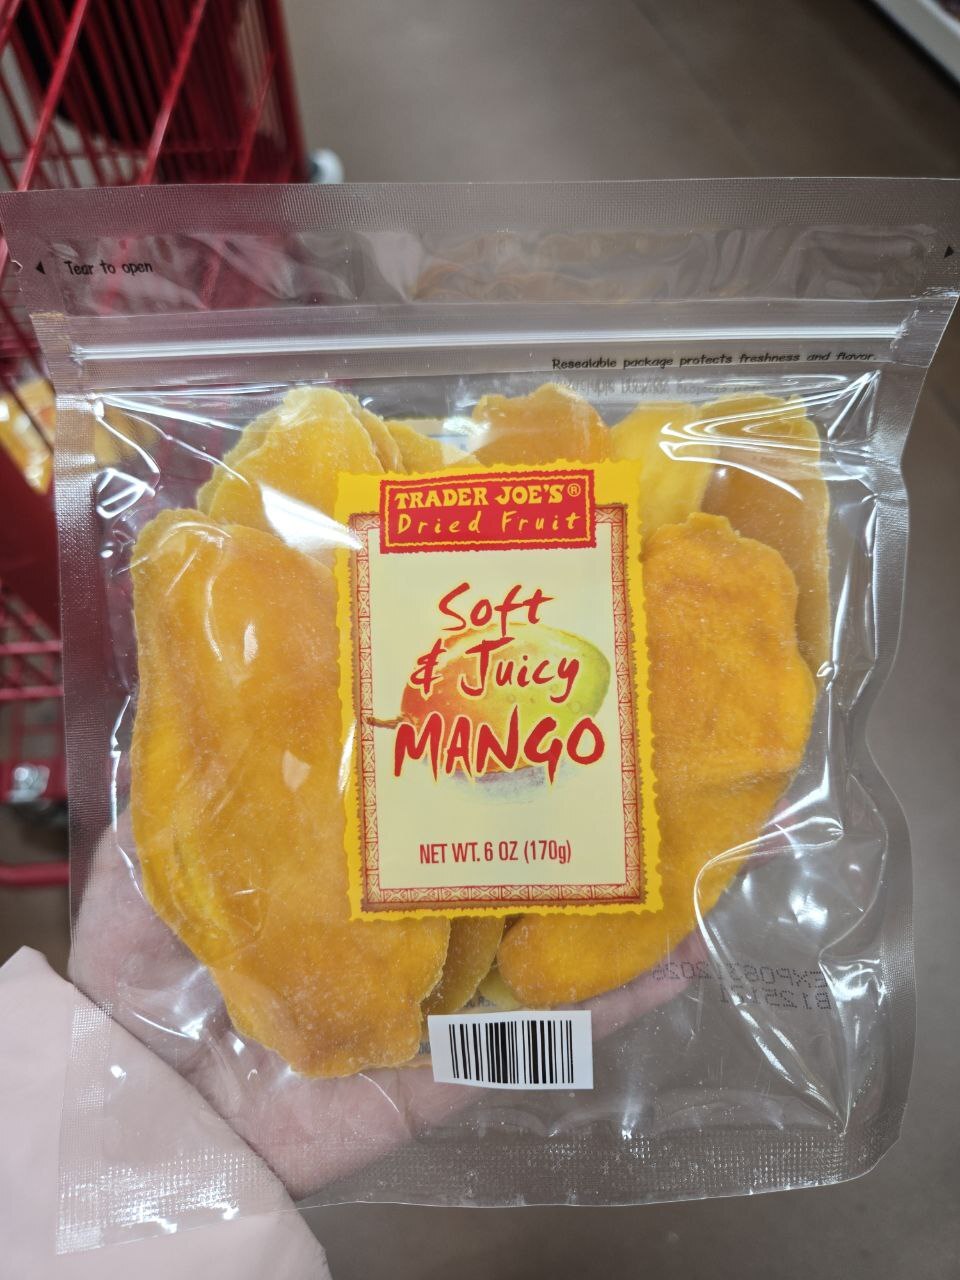 Tear to open
Resealable package protects freshness and flavor.
TRADER JOE'S®
Dried Fruit
Soft
& Juicy
MANGO
NET WT. 6 OZ (170g)